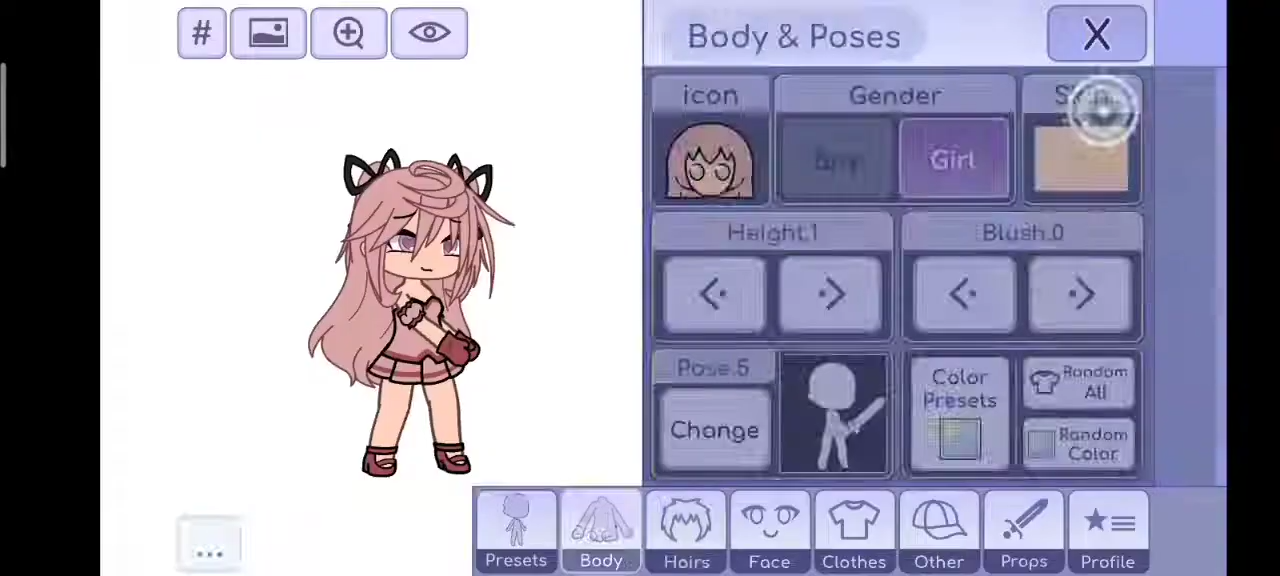 #
Body & Poses
X
icon
Gender
Girl
Height.1
Blush.0
Pose.5
Change
Color
Presets
Random
All
Random
Color
...
Presets
Body
Hairs
Face
Clothes
Other
Props
Profile